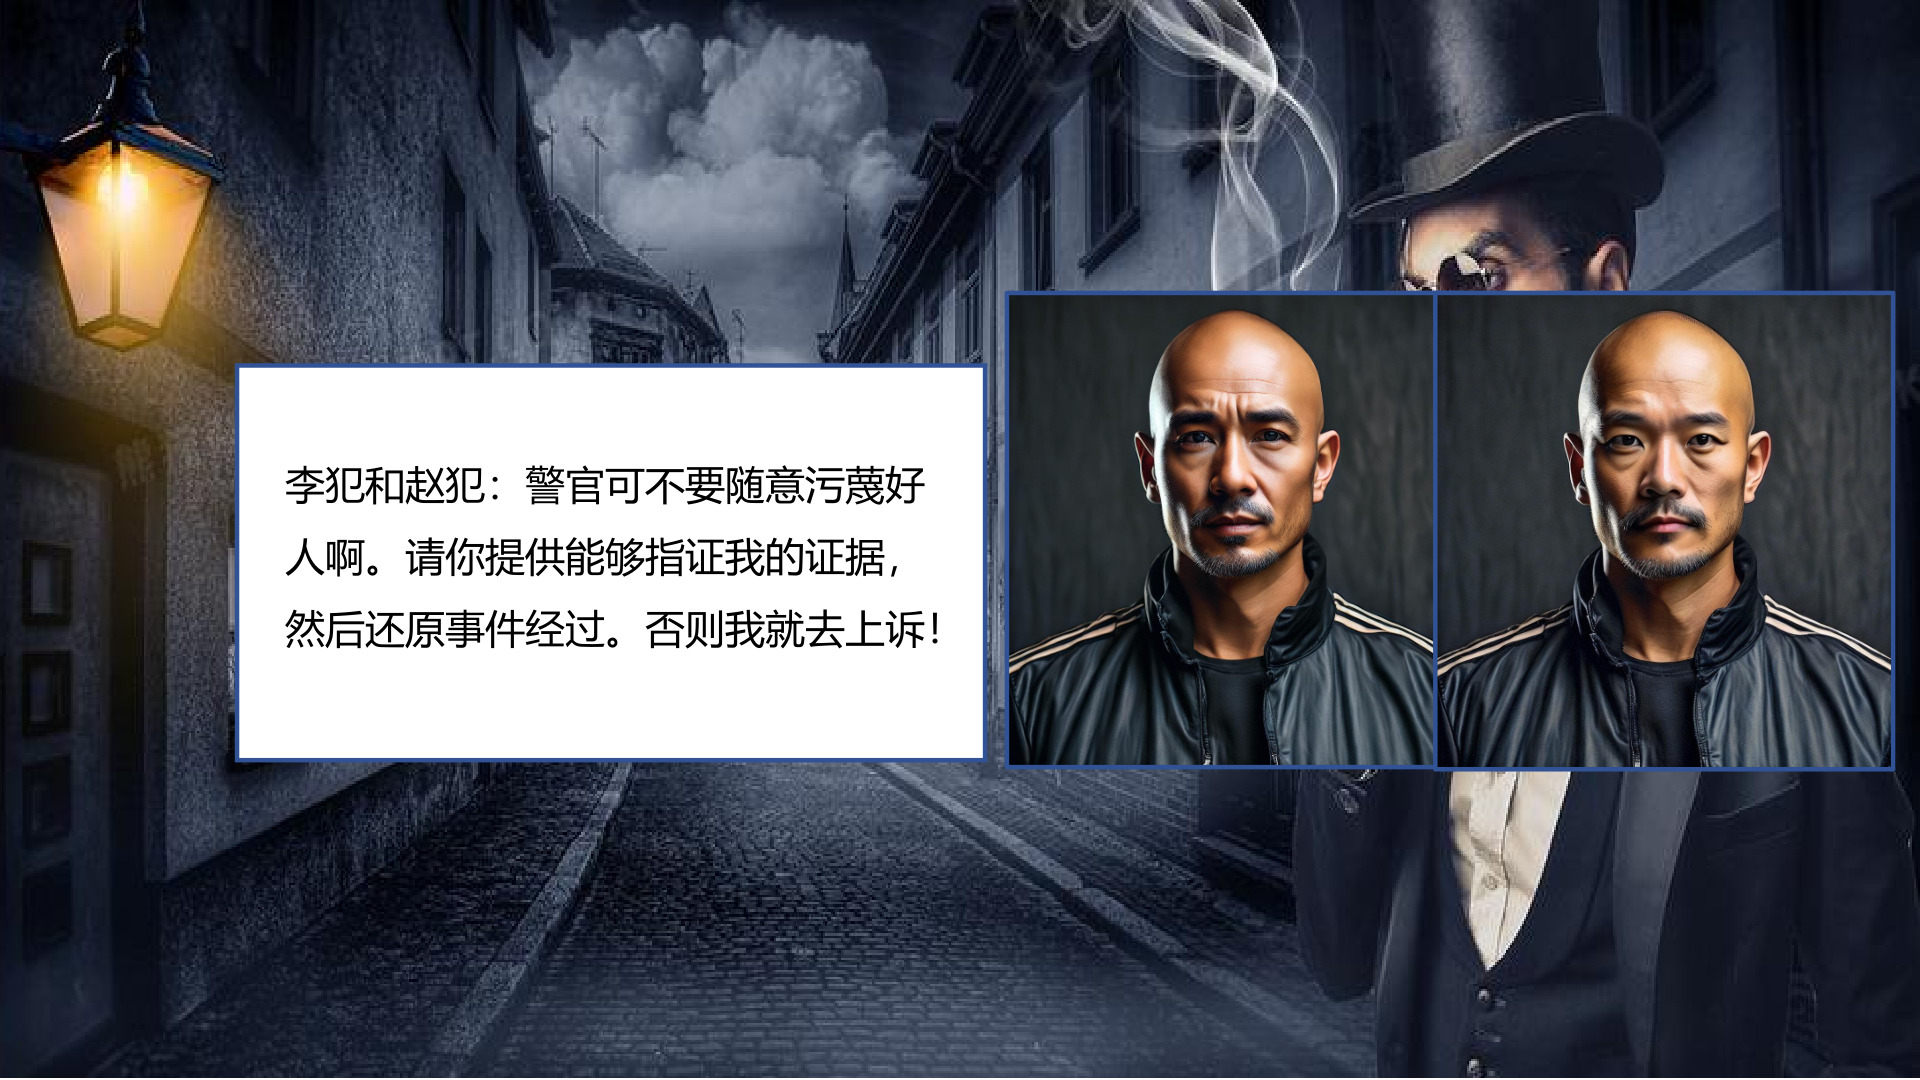 李犯和赵犯：警官可不要随意污蔑好
人啊。请你提供能够指证我的证据，
然后还原事件经过。否则我就去上诉！